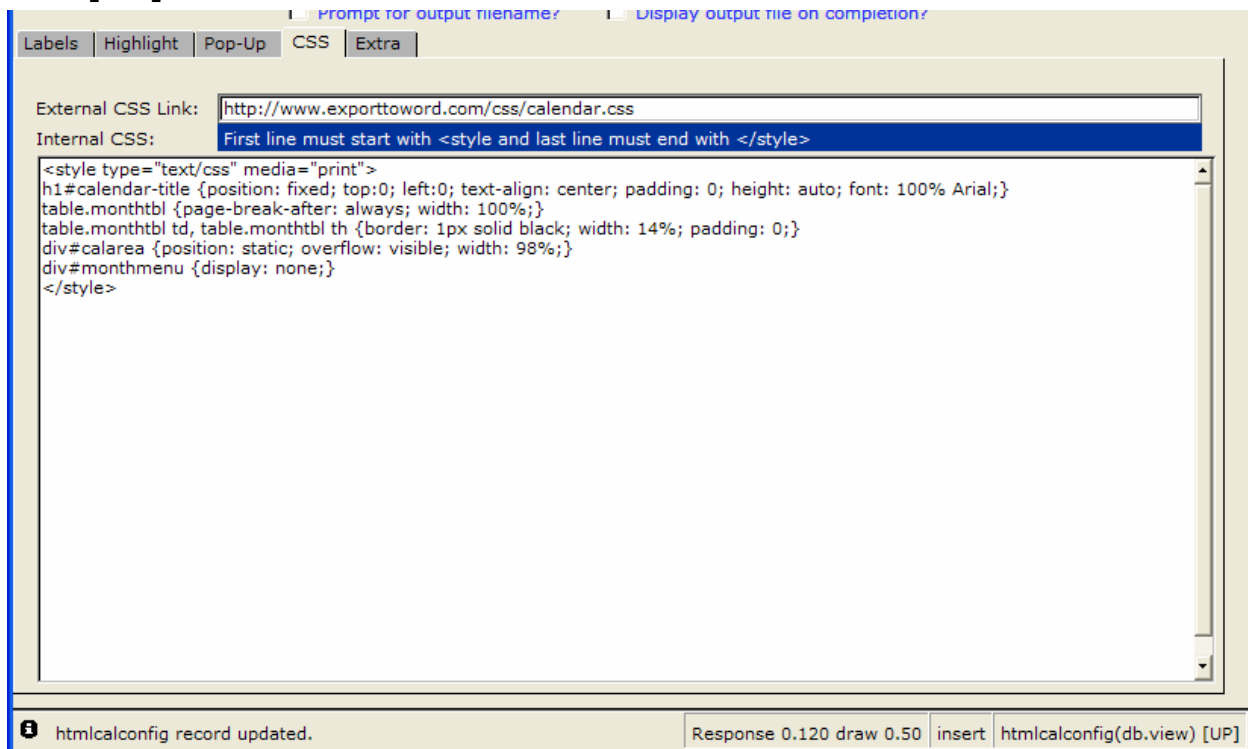 Prompt for output filename? Display output file on completion?
Labels Highlight Pop-Up CSS Extra
External CSS Link: http://www.exporttoword.com/css/calendar.css
Internal CSS: First line must start with <style and last line must end with </style>
<style type="text/css" media="print">
h1#calendar-title {position: fixed; top:0; left:0; text-align: center; padding: 0; height: auto; font: 100% Arial;}
table.monthtbl {page-break-after: always; width: 100%;}
table.monthtbl td, table.monthtbl th {border: 1px solid black; width: 14%; padding: 0;}
div#calarea {position: static; overflow: visible; width: 98%;}
div#monthmenu {display: none;}
</style>
htmlcalconfig record updated. Response 0.120 draw 0.50 insert htmlcalconfig(db.view) [UP]